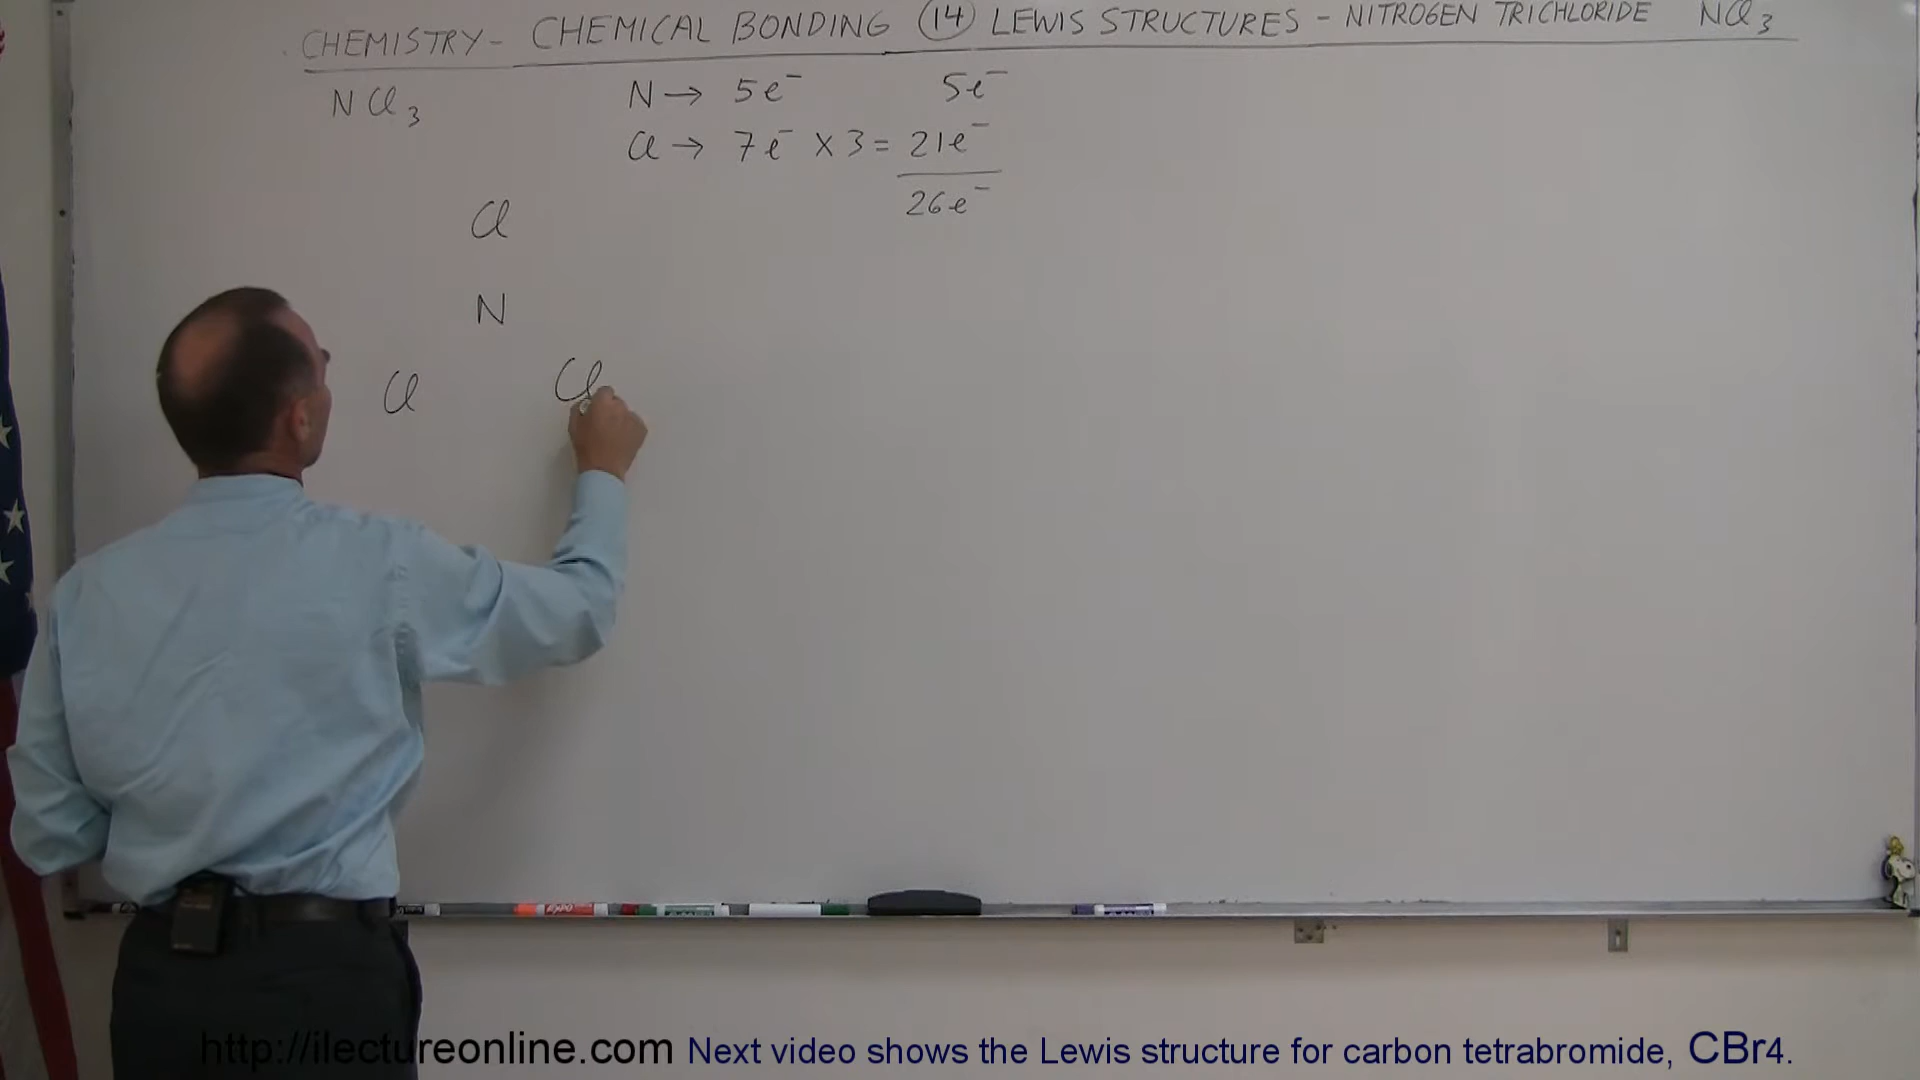 CHEMISTRY - CHEMICAL BONDING 14 LEWIS STRUCTURES - NITROGEN TRICHLORIDE NCl3
NCl3 N → 5e⁻ 5e⁻
Cl → 7e⁻ x 3 = 21e⁻
26e⁻
Cl
N
Cl Cl
EXPO
http://ilectureonline.com Next video shows the Lewis structure for carbon tetrabromide, CBr4.